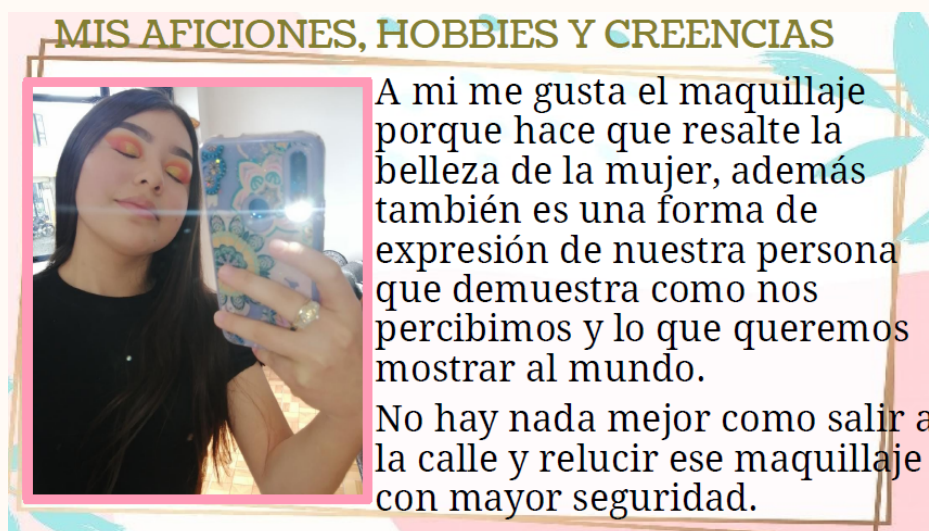 MIS AFICIONES, HOBBIES Y CREENCIAS
A mi me gusta el maquillaje
porque hace que resalte la
belleza de la mujer, además
también es una forma de
expresión de nuestra persona
que demuestra como nos
percibimos y lo que queremos
mostrar al mundo.
No hay nada mejor como salir a
la calle y relucir ese maquillaje
con mayor seguridad.